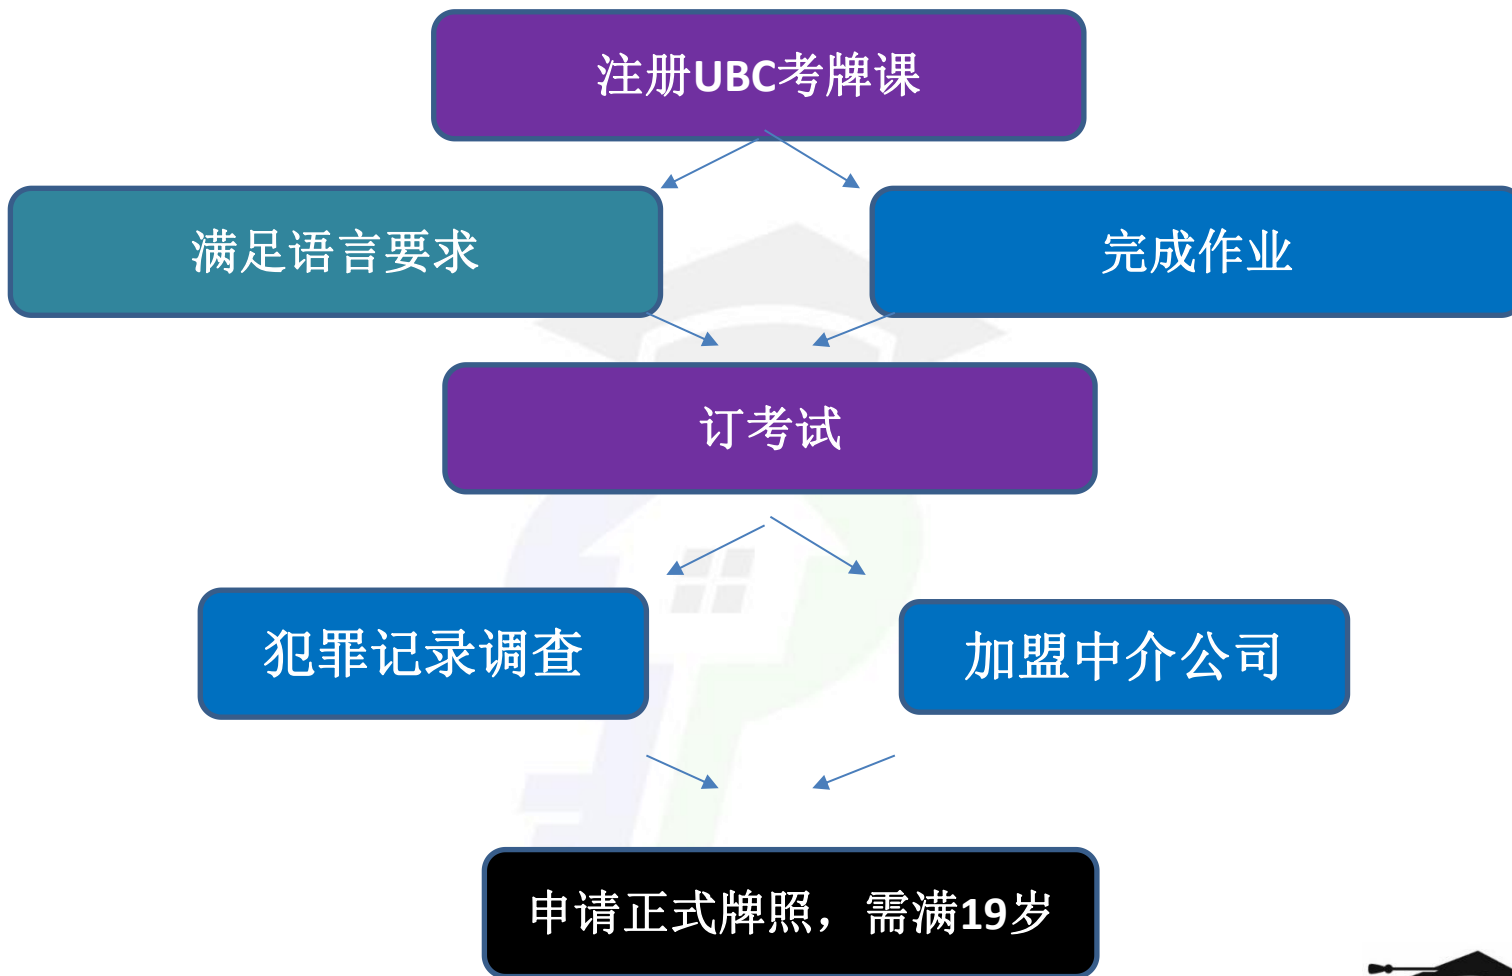 注册UBC考牌课
满足语言要求
完成作业
订考试
犯罪记录调查
加盟中介公司
申请正式牌照，需满19岁